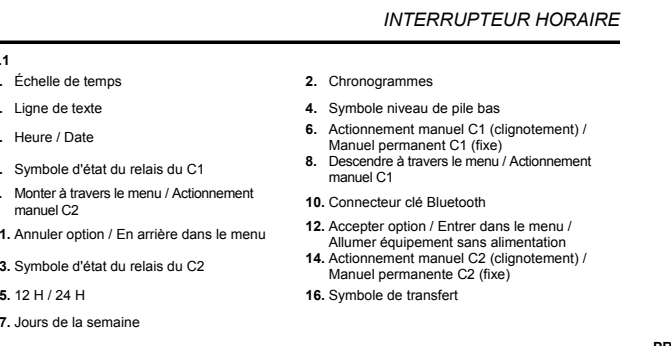 INTERRUPTEUR HORAIRE
.1
. Échelle de temps
2. Chronogrammes
. Ligne de texte
4. Symbole niveau de pile bas
. Heure / Date
6. Actionnement manuel C1 (clignotement) /
Manuel permanent C1 (fixe)
. Symbole d'état du relais du C1
8. Descendre à travers le menu / Actionnement
manuel C1
. Monter à travers le menu / Actionnement
manuel C2
10. Connecteur clé Bluetooth
1. Annuler option / En arrière dans le menu
12. Accepter option / Entrer dans le menu /
Allumer équipement sans alimentation
3. Symbole d'état du relais du C2
14. Actionnement manuel C2 (clignotement) /
Manuel permanente C2 (fixe)
5. 12 H / 24 H
16. Symbole de transfert
7. Jours de la semaine